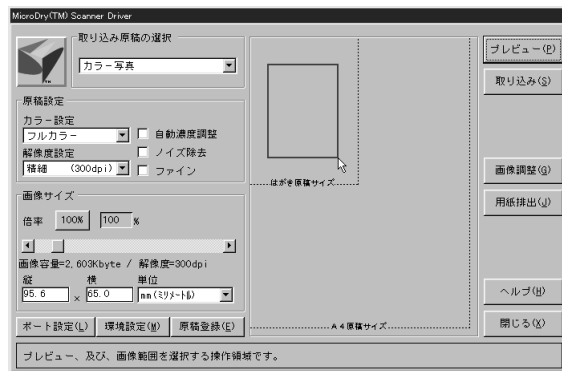 MicroDry(TM) Scanner Driver
取り込み原稿の選択
カラー写真
原稿設定
カラー設定
フルカラー
自動濃度調整
解像度設定
ノイズ除去
精細 (300dpi)
ファイン
画像サイズ
倍率 100% 100 %
画像容量=2,603Kbyte / 解像度=300dpi
縦 横 単位
95.6 × 65.0 mm(ミリメートル)
ポート設定(L) 環境設定(M) 原稿登録(E)
はがき原稿サイズ
A4原稿サイズ
プレビュー(P)
取り込み(S)
画像調整(G)
用紙排出(J)
ヘルプ(H)
閉じる(X)
プレビュー、及び、画像範囲を選択する操作領域です。